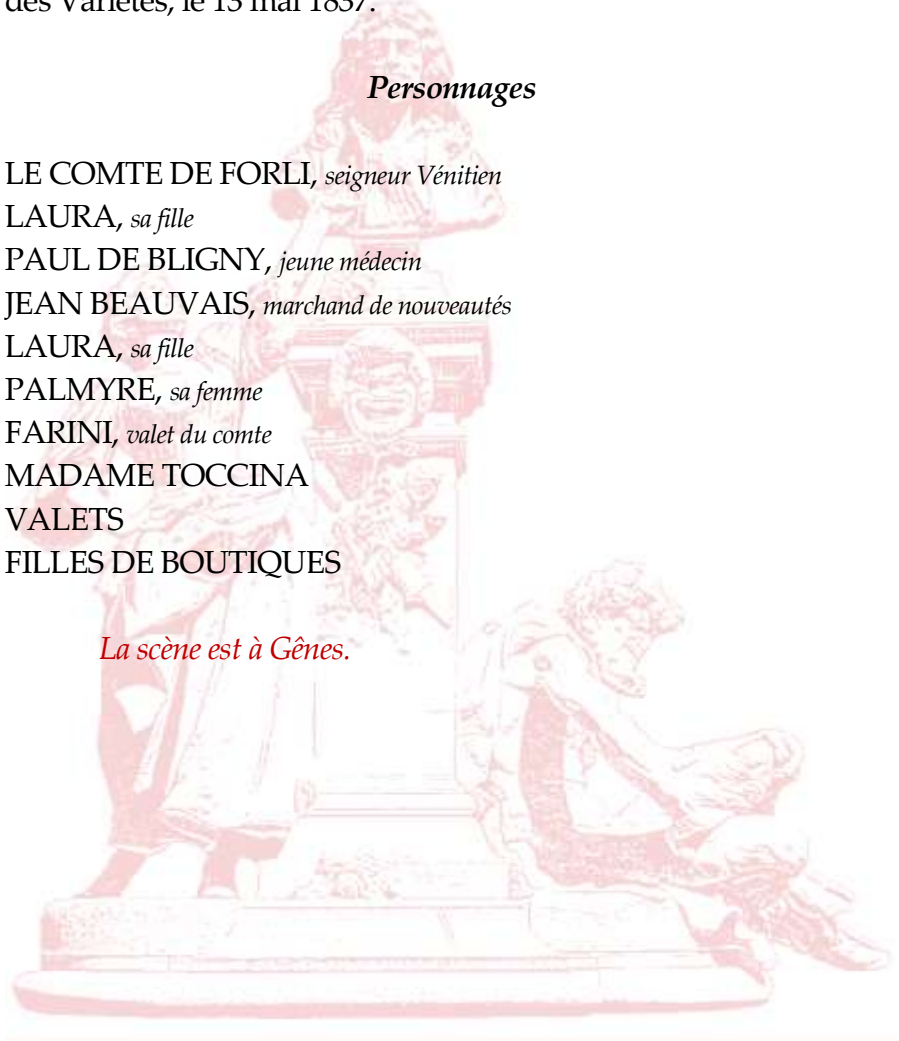 des Variétés, le 13 mai 1837.
Personnages
LE COMTE DE FORLI, seigneur Vénitien
LAURA, sa fille
PAUL DE BLIGNY, jeune médecin
JEAN BEAUVAIS, marchand de nouveautés
LAURA, sa fille
PALMYRE, sa femme
FARINI, valet du comte
MADAME TOCCINA
VALETS
FILLES DE BOUTIQUES
La scène est à Gênes.